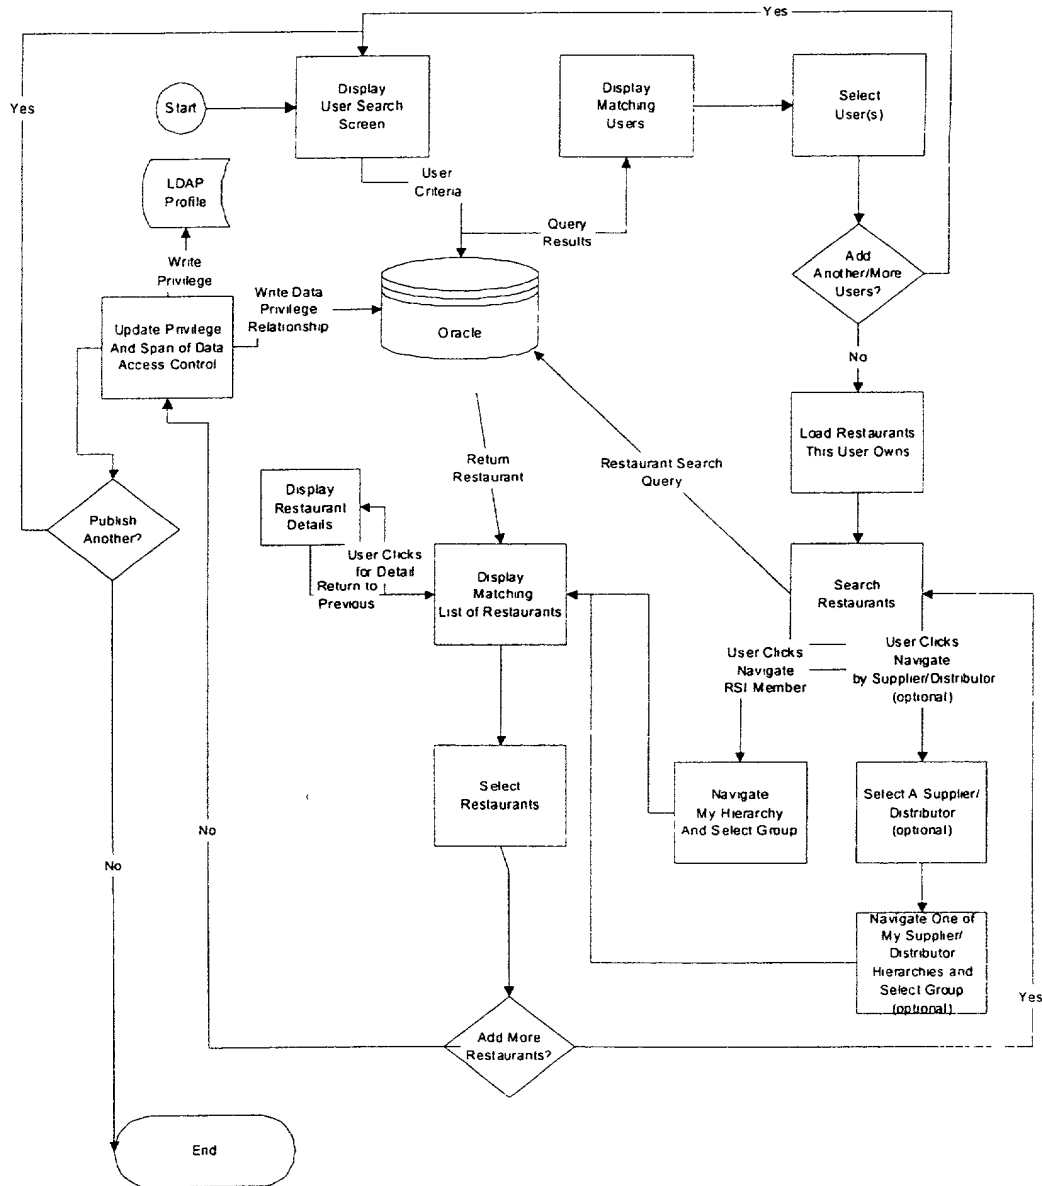 Yes
Yes
Start
Display
User Search
Screen
Display
Matching
Users
Select
User(s)
LDAP
Profile
User
Criteria
Query
Results
Write
Privilege
Add
Another/More
Users?
Write Data
Privilege
Relationship
Oracle
Update Privilege
And Span of Data
Access Control
No
Load Restaurants
This User Owns
Return
Restaurant
Restaurant Search
Query
Display
Restaurant
Details
Publish
Another?
User Clicks
for Detail
Return to
Previous
Display
Matching
List of Restaurants
Search
Restaurants
User Clicks
Navigate
RSI Member
User Clicks
Navigate
by Supplier/Distributor
(optional)
Select
Restaurants
Navigate
My Hierarchy
And Select Group
Select A Supplier/
Distributor
(optional)
No
No
Navigate One of
My Supplier/
Distributor
Hierarchies and
Select Group
(optional)
Yes
Add More
Restaurants?
End